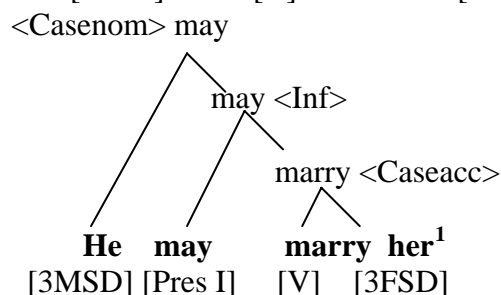 <Casenom> may
may <Inf>
marry <Caseacc>
He may marry her1
[3MSD] [Pres I] [V] [3FSD]